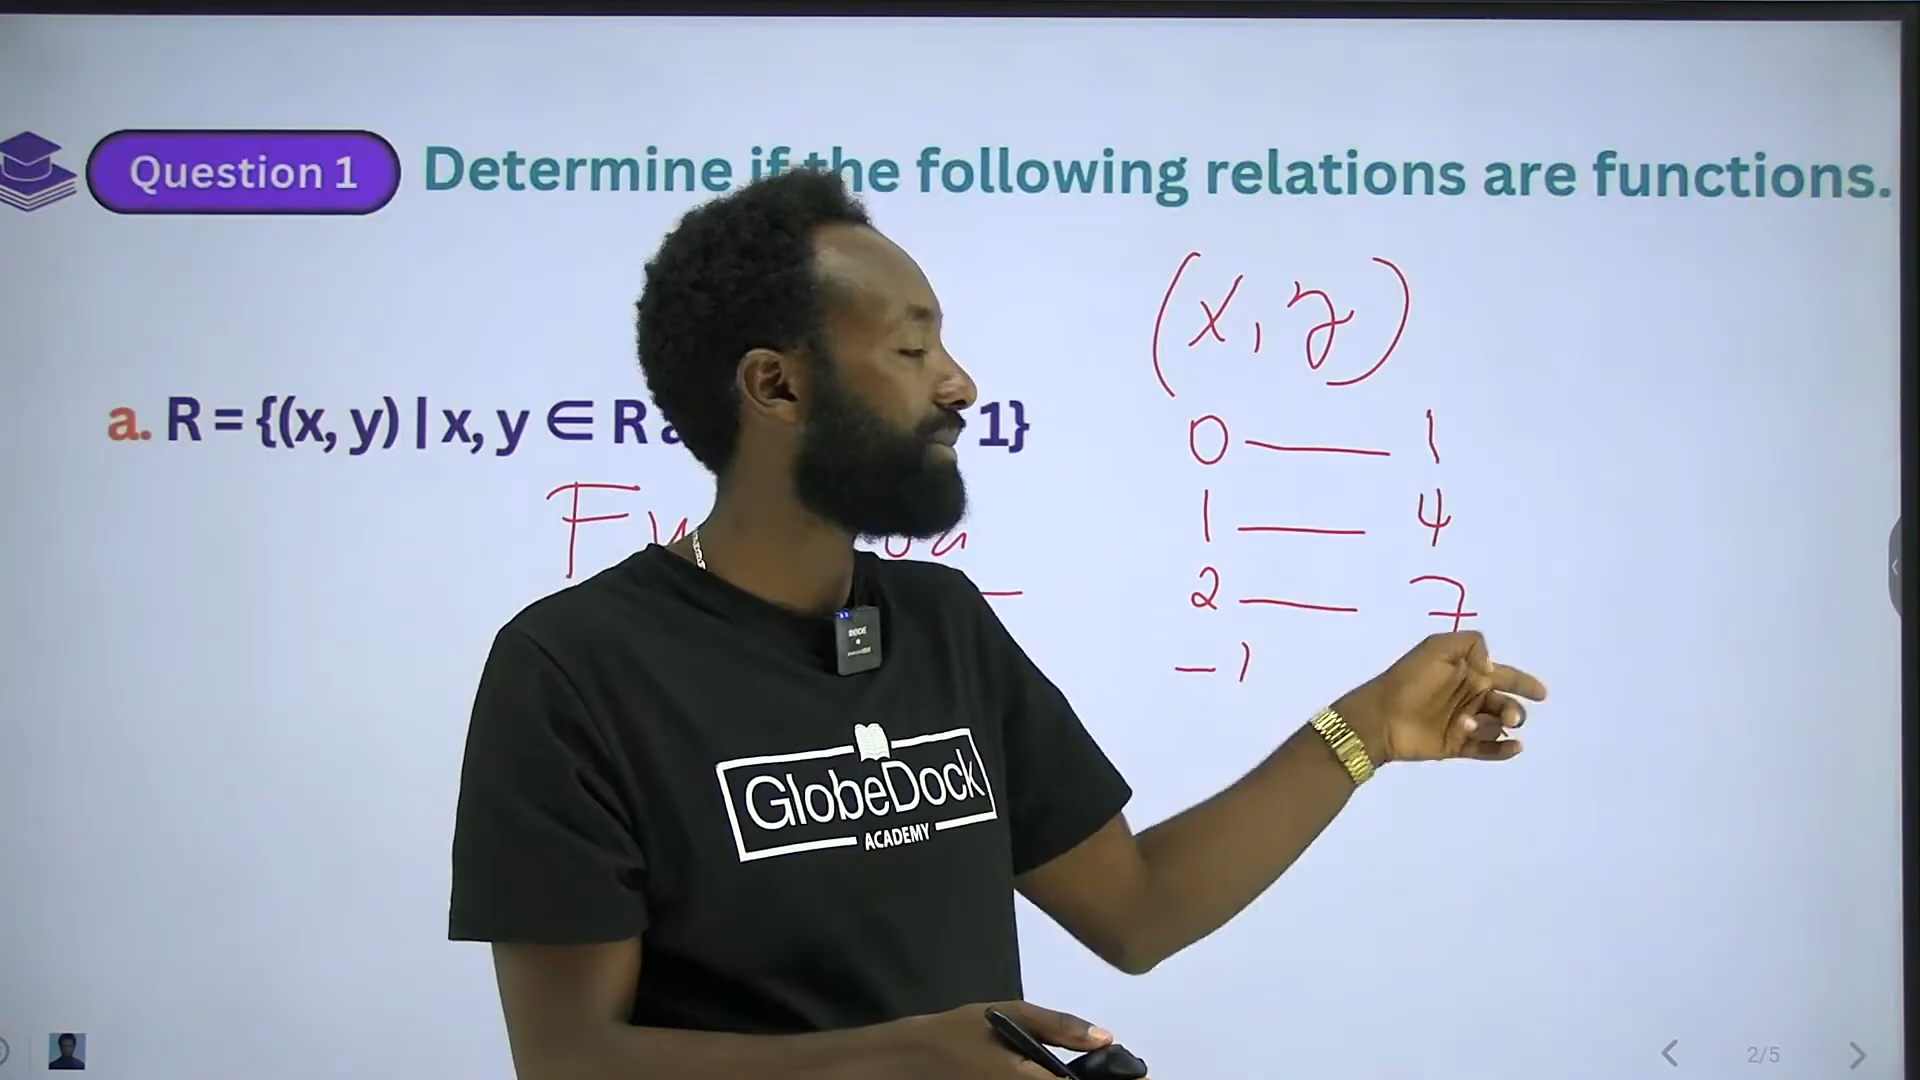 Question 1 Determine if the following relations are functions.
(x, y)
a. R = {(x, y) | x, y ∈ R 1}
0 — 1
1 — 4
2 — 7
-1
RODE
GlobeDock
ACADEMY
2/5